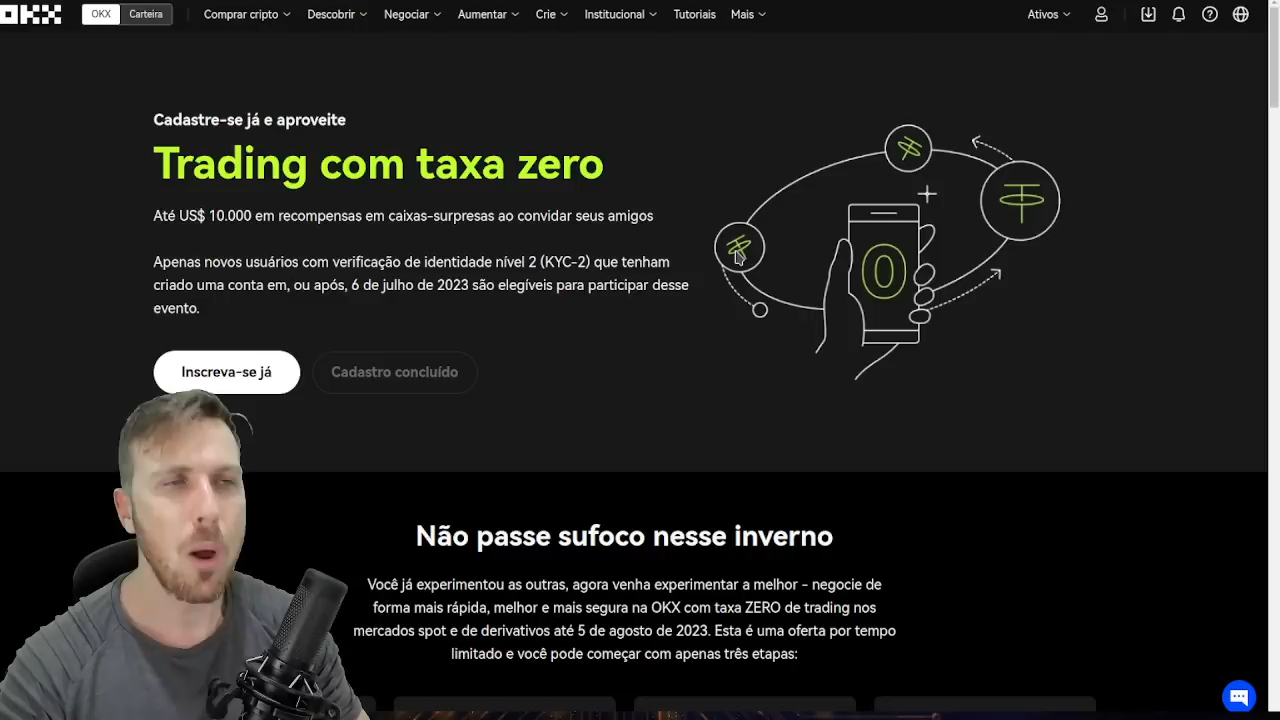 OKX
OKX Carteira Comprar cripto Descobrir Negociar Aumentar Crie Institucional Tutoriais Mais Ativos
Cadastre-se já e aproveite
Trading com taxa zero
Até US$ 10.000 em recompensas em caixas-surpresas ao convidar seus amigos
Apenas novos usuários com verificação de identidade nível 2 (KYC-2) que tenham
criado uma conta em, ou após, 6 de julho de 2023 são elegíveis para participar desse
evento.
Inscreva-se já Cadastro concluído
0
Não passe sufoco nesse inverno
Você já experimentou as outras, agora venha experimentar a melhor - negocie de
forma mais rápida, melhor e mais segura na OKX com taxa ZERO de trading nos
mercados spot e de derivativos até 5 de agosto de 2023. Esta é uma oferta por tempo
limitado e você pode começar com apenas três etapas: